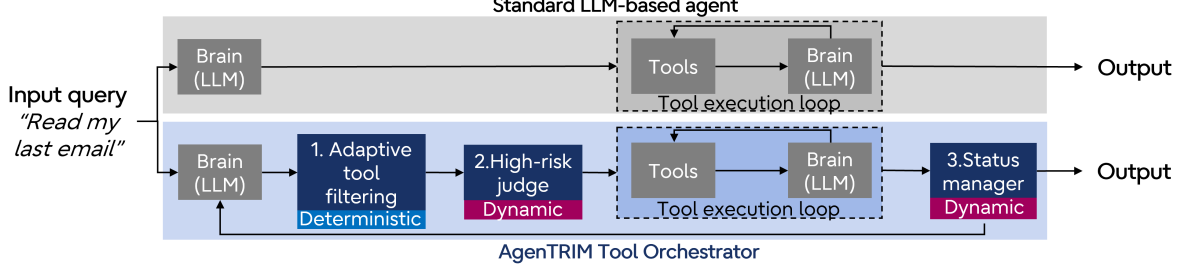 Standard LLM-based agent
Brain
(LLM)
Tools
Brain
(LLM)
Tool execution loop
Output
Input query
“Read my
last email”
Brain
(LLM)
1. Adaptive
tool
filtering
Deterministic
2.High-risk
judge
Dynamic
Tools
Brain
(LLM)
Tool execution loop
3.Status
manager
Dynamic
Output
AgenTRIM Tool Orchestrator